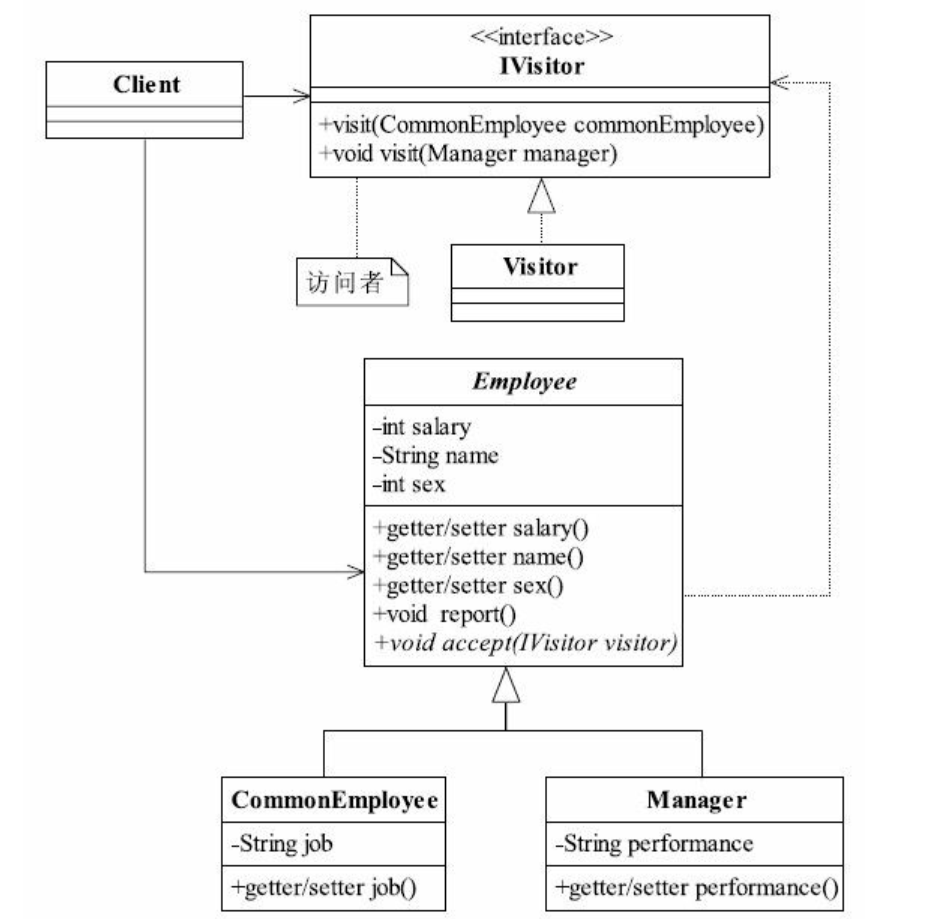 Client
<<interface>>
IVisitor
+visit(CommonEmployee commonEmployee)
+void visit(Manager manager)
访问者
Visitor
Employee
-int salary
-String name
-int sex
+getter/setter salary()
+getter/setter name()
+getter/setter sex()
+void report()
+void accept(IVisitor visitor)
CommonEmployee
-String job
+getter/setter job()
Manager
-String performance
+getter/setter performance()